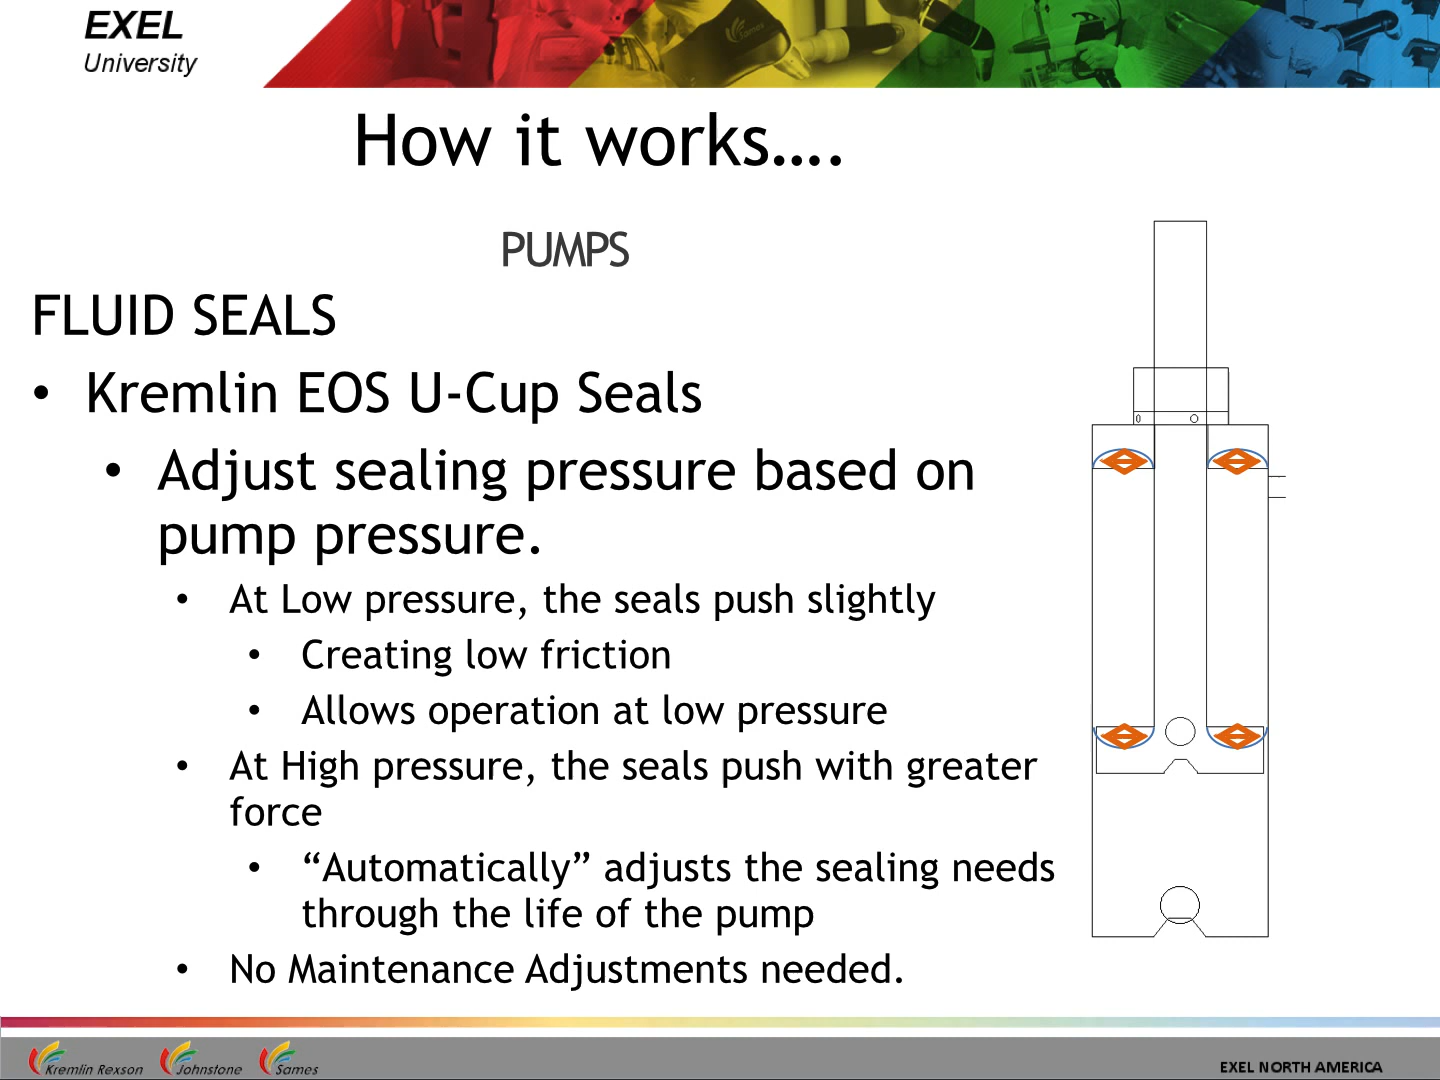 EXEL
University
Sames
How it works....
PUMPS
FLUID SEALS
• Kremlin EOS U-Cup Seals
• Adjust sealing pressure based on
pump pressure.
• At Low pressure, the seals push slightly
• Creating low friction
• Allows operation at low pressure
• At High pressure, the seals push with greater
force
• “Automatically” adjusts the sealing needs
through the life of the pump
• No Maintenance Adjustments needed.
Kremlin Rexson
Johnstone
Sames
EXEL NORTH AMERICA